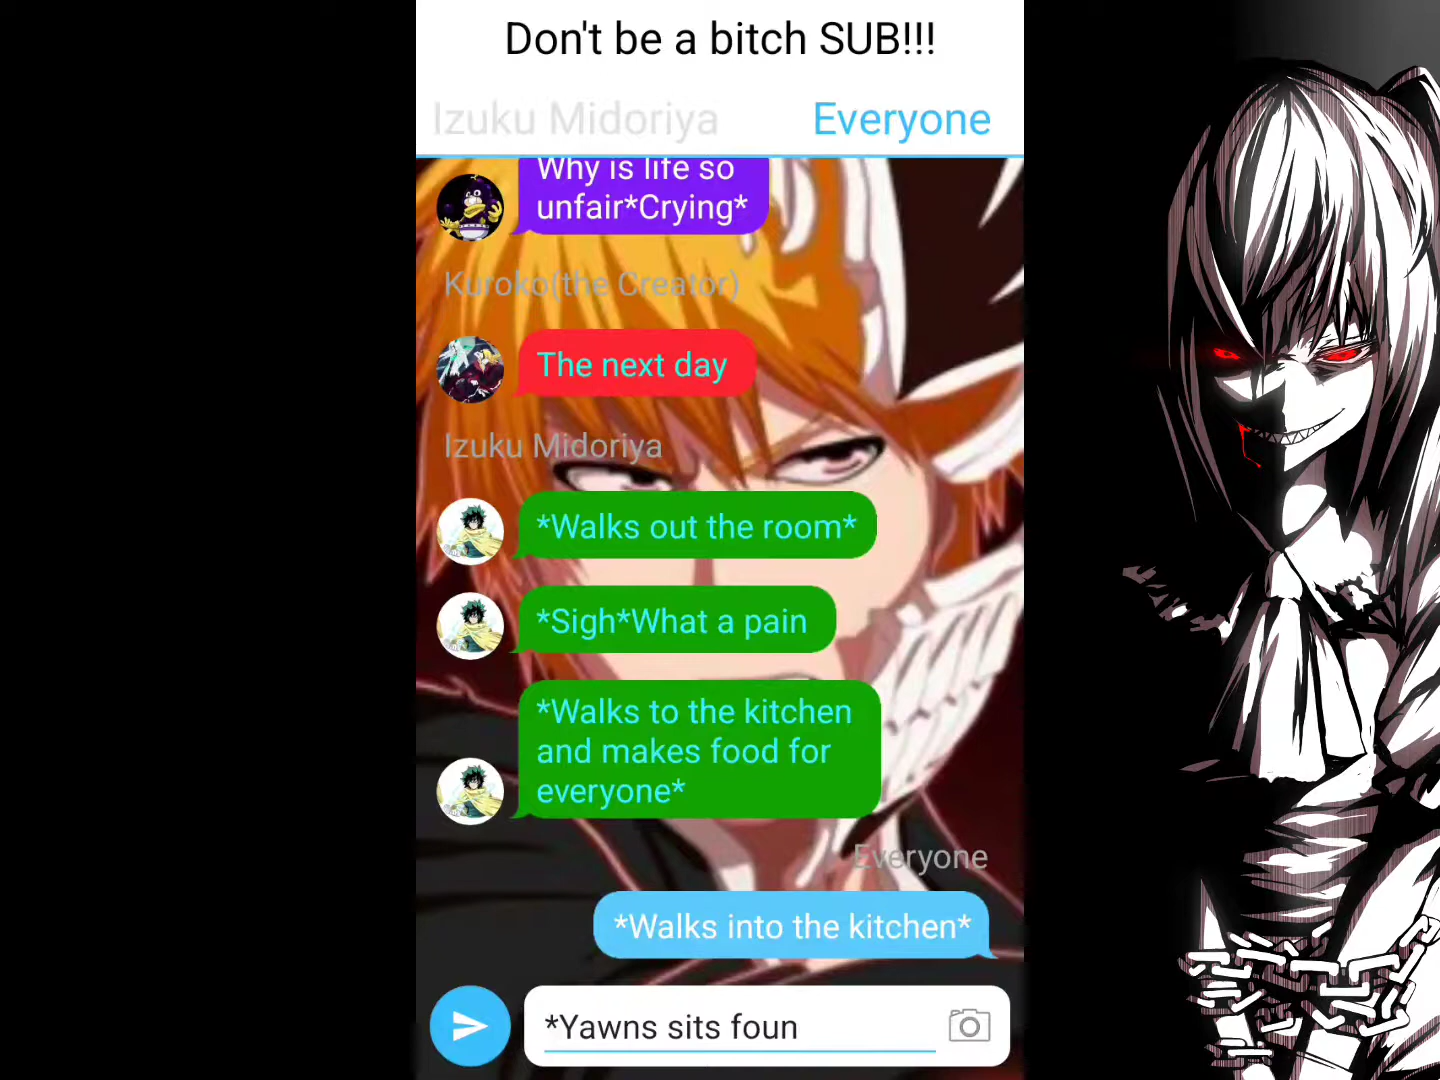 Don't be a bitch SUB!!!
Izuku Midoriya
Everyone
Why is life so
unfair*Crying*
Kuroko(the Creator)
The next day
Izuku Midoriya
*Walks out the room*
*Sigh*What a pain
*Walks to the kitchen
and makes food for
everyone*
Everyone
*Walks into the kitchen*
*Yawns sits foun